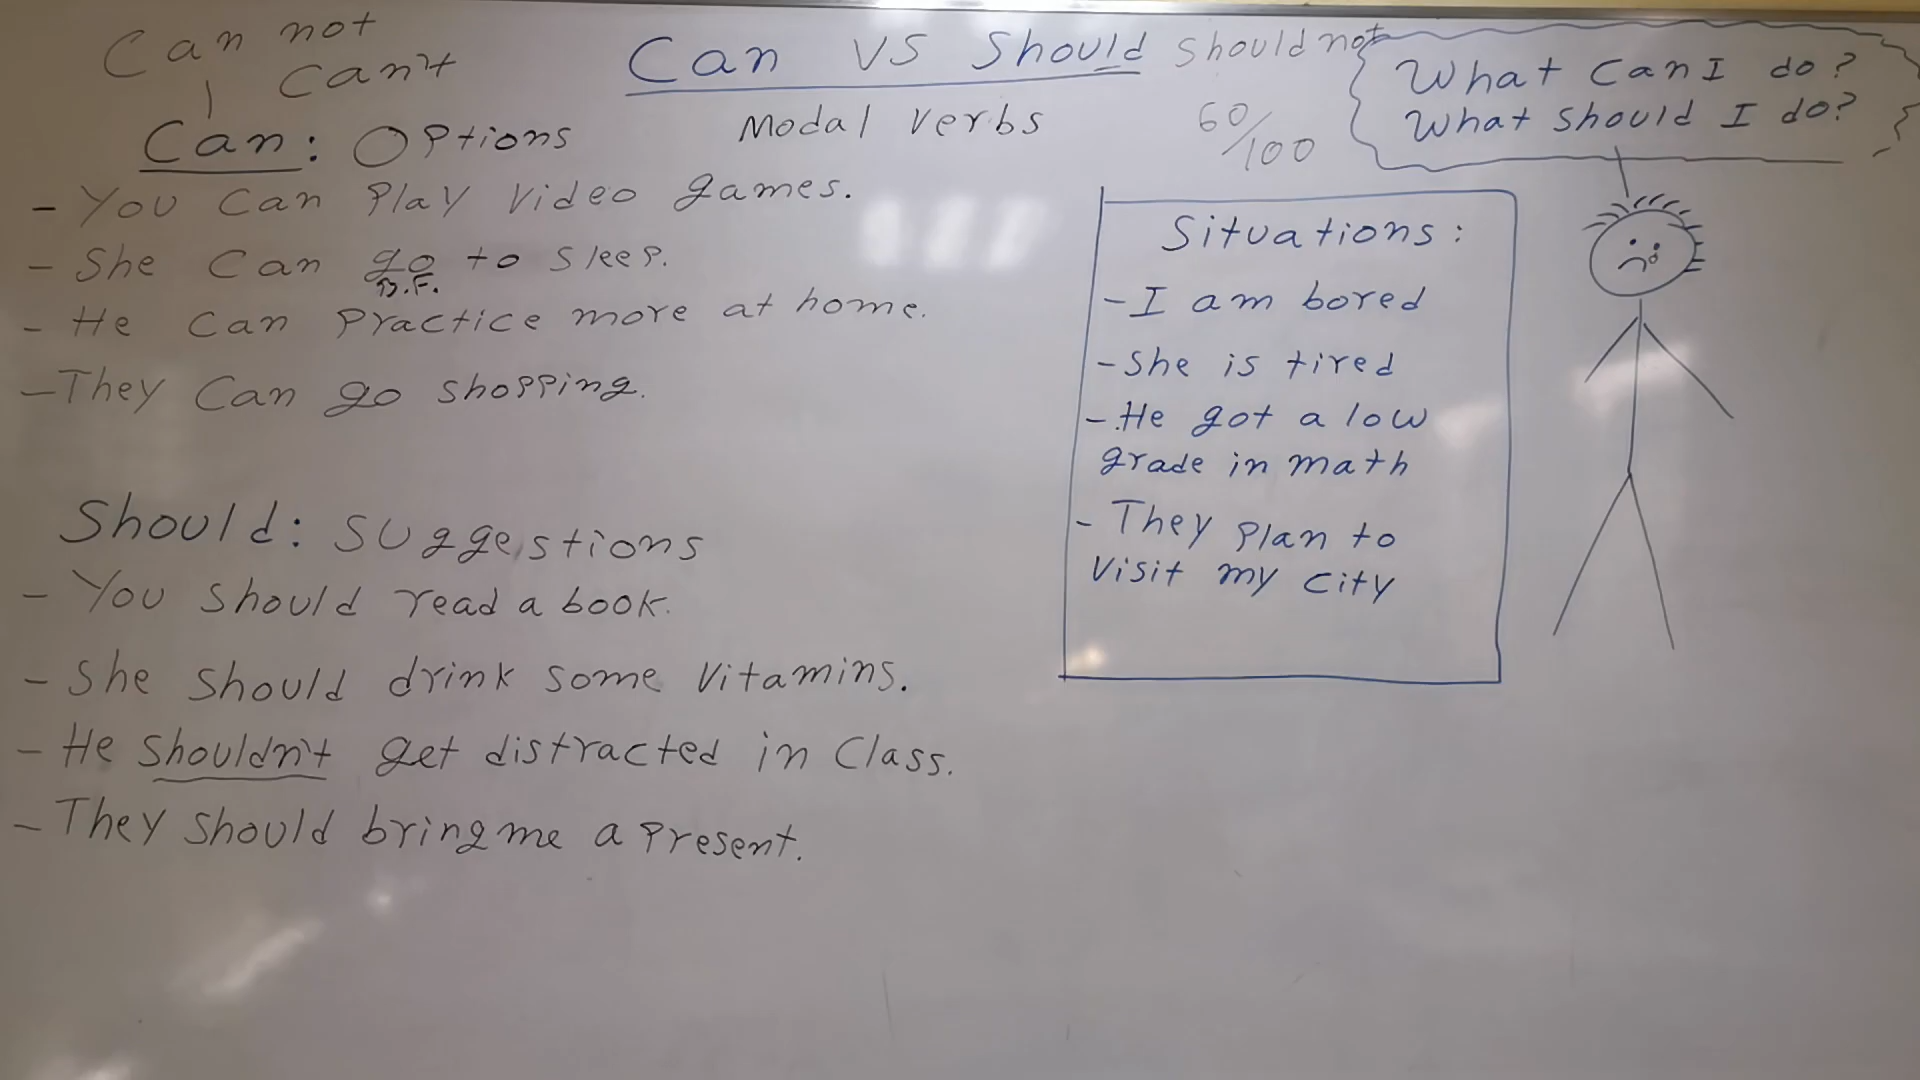 Can not
Can't
Can VS Should should not
Modal verbs
60/100
What Can I do?
What should I do?
Can: Options
- You Can Play Video games.
- She Can go to sleep.
B.F.
- He Can Practice more at home.
- They Can go shopping.
Should: Suggestions
- You should read a book.
- She should drink some Vitamins.
- He shouldn't get distracted in Class.
- They should bring me a Present.
Situations:
- I am bored
- She is tired
- He got a low
grade in math
- They Plan to
Visit my City